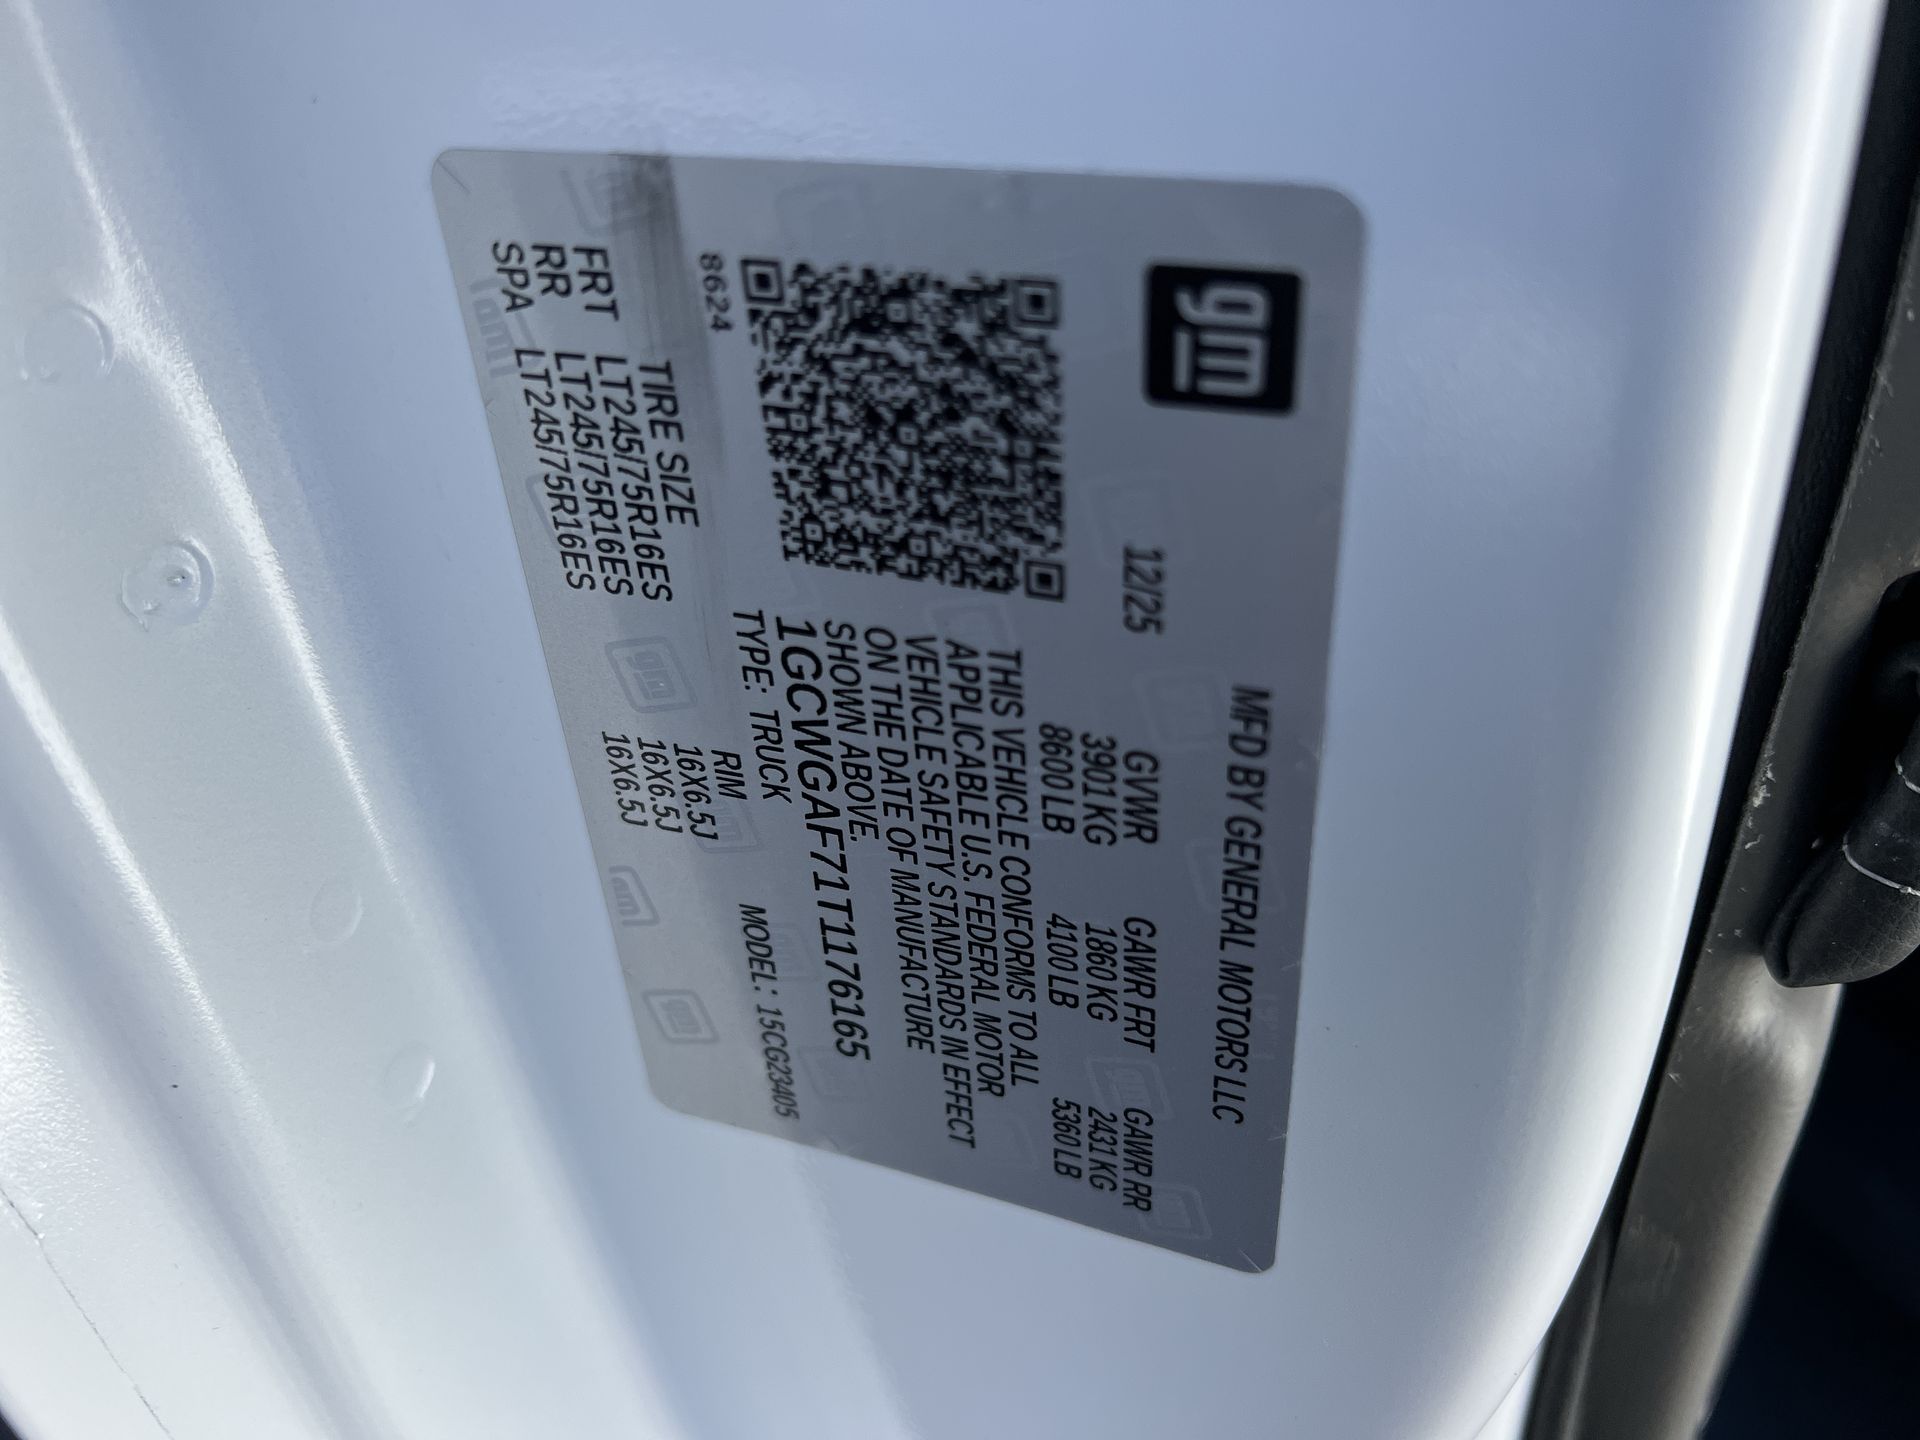 gm
MFD BY GENERAL MOTORS LLC
12/25 GVWR GAWR FRT GAWR RR
3901 KG 1860 KG 2431 KG
8600 LB 4100 LB 5360 LB
THIS VEHICLE CONFORMS TO ALL
APPLICABLE U.S. FEDERAL MOTOR
VEHICLE SAFETY STANDARDS IN EFFECT
ON THE DATE OF MANUFACTURE
SHOWN ABOVE.
1GCWGAF71T1176165
TYPE: TRUCK MODEL: 15CG23405
8624
TIRE SIZE RIM
FRT LT245/75R16ES 16X6.5J
RR LT245/75R16ES 16X6.5J
SPA LT245/75R16ES 16X6.5J